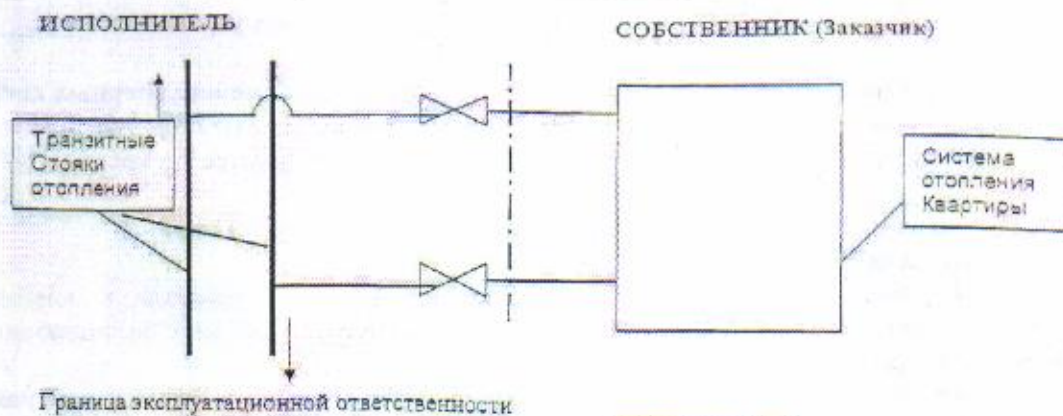 ИСПОЛНИТЕЛЬ
СОБСТВЕННИК (Заказчик)
Транзитные
Стояки
отопления
Система
отопления
Квартиры
Граница эксплуатационной ответственности